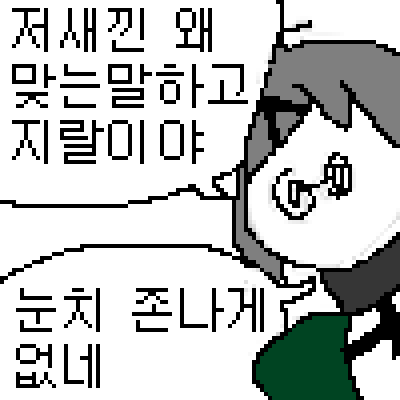 저새낀 왜
맞는말하고
지랄이야
눈치 존나게
없네